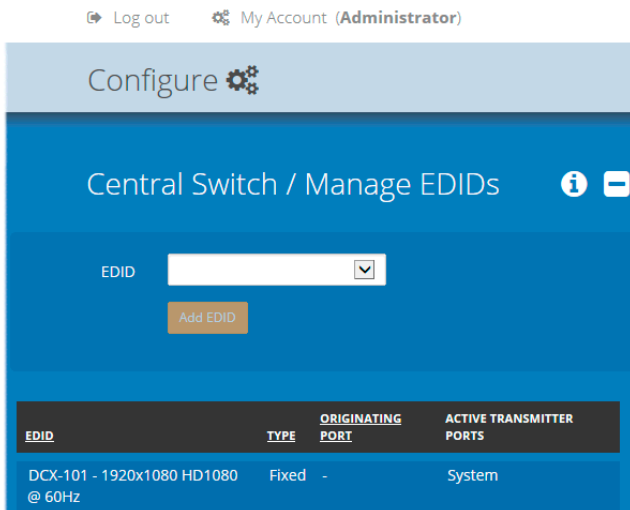 Log out My Account (Administrator)
Configure
Central Switch / Manage EDIDs
EDID
Add EDID
EDID TYPE ORIGINATING PORT ACTIVE TRANSMITTER PORTS
DCX-101 - 1920x1080 HD1080 @ 60Hz Fixed - System